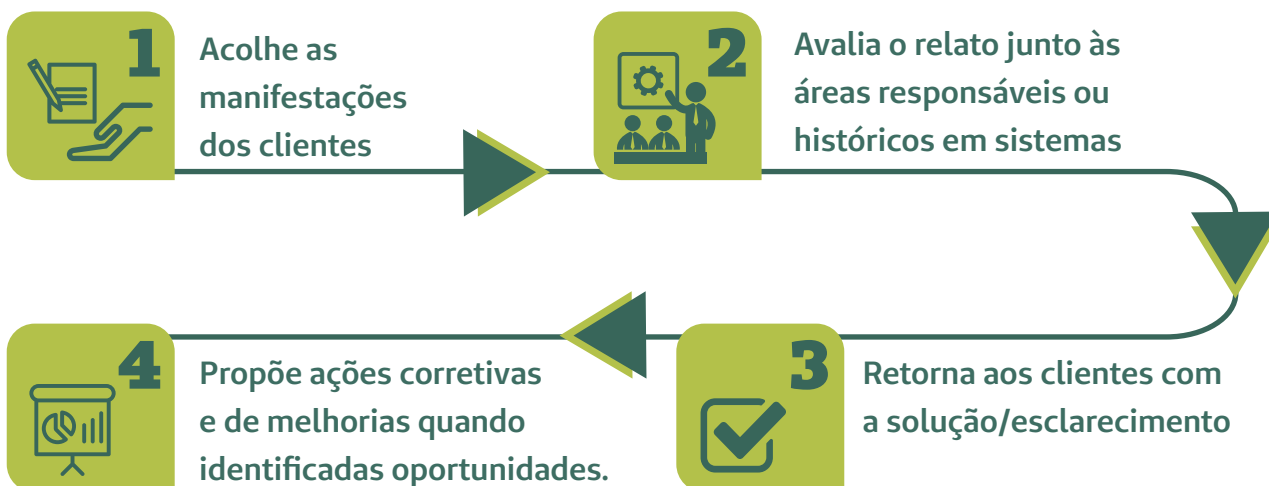 1
Acolhe as
manifestações
dos clientes
2
Avalia o relato junto às
áreas responsáveis ou
históricos em sistemas
3
Retorna aos clientes com
a solução/esclarecimento
4
Propõe ações corretivas
e de melhorias quando
identificadas oportunidades.